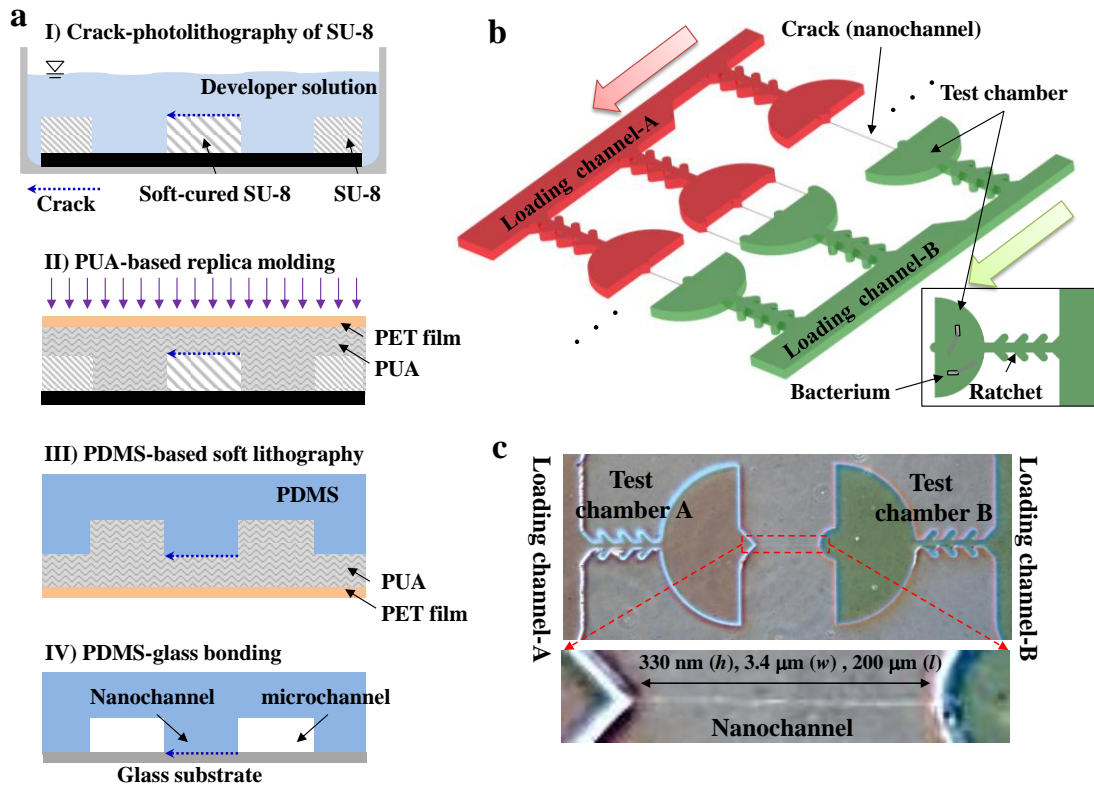 a
I) Crack-photolithography of SU-8
Developer solution
Crack
Soft-cured SU-8
SU-8
II) PUA-based replica molding
PET film
PUA
III) PDMS-based soft lithography
PDMS
PUA
PET film
IV) PDMS-glass bonding
Nanochannel
microchannel
Glass substrate
b
Crack (nanochannel)
Test chamber
Loading channel-A
Loading channel-B
Bacterium
Ratchet
c
Loading channel-A
Test
chamber A
Test
chamber B
Loading channel-B
330 nm (h), 3.4 μm (w) , 200 μm (l)
Nanochannel